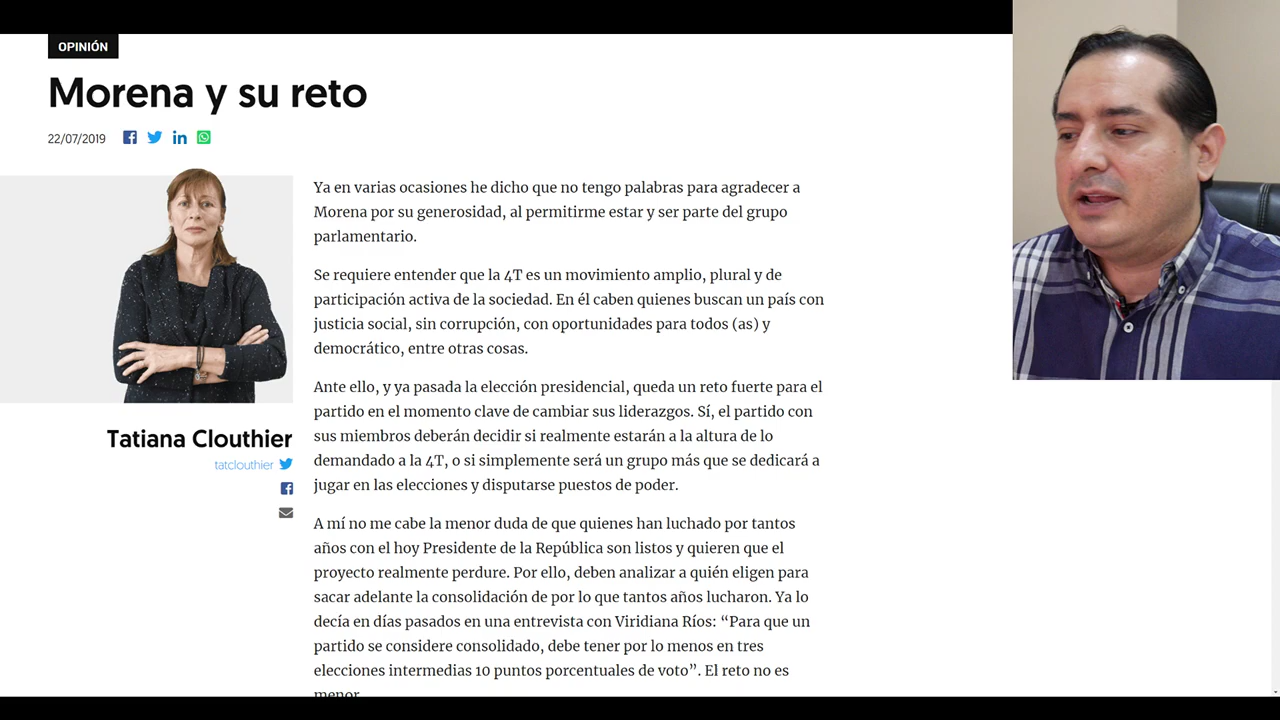 OPINIÓN
Morena y su reto
22/07/2019
Ya en varias ocasiones he dicho que no tengo palabras para agradecer a
Morena por su generosidad, al permitirme estar y ser parte del grupo
parlamentario.
Se requiere entender que la 4T es un movimiento amplio, plural y de
participación activa de la sociedad. En él caben quienes buscan un país con
justicia social, sin corrupción, con oportunidades para todos (as) y
democrático, entre otras cosas.
Ante ello, y ya pasada la elección presidencial, queda un reto fuerte para el
partido en el momento clave de cambiar sus liderazgos. Sí, el partido con
sus miembros deberán decidir si realmente estarán a la altura de lo
demandado a la 4T, o si simplemente será un grupo más que se dedicará a
jugar en las elecciones y disputarse puestos de poder.
A mí no me cabe la menor duda de que quienes han luchado por tantos
años con el hoy Presidente de la República son listos y quieren que el
proyecto realmente perdure. Por ello, deben analizar a quién eligen para
sacar adelante la consolidación de por lo que tantos años lucharon. Ya lo
decía en días pasados en una entrevista con Viridiana Ríos: “Para que un
partido se considere consolidado, debe tener por lo menos en tres
elecciones intermedias 10 puntos porcentuales de voto”. El reto no es
menor.
Tatiana Clouthier
tatclouthier